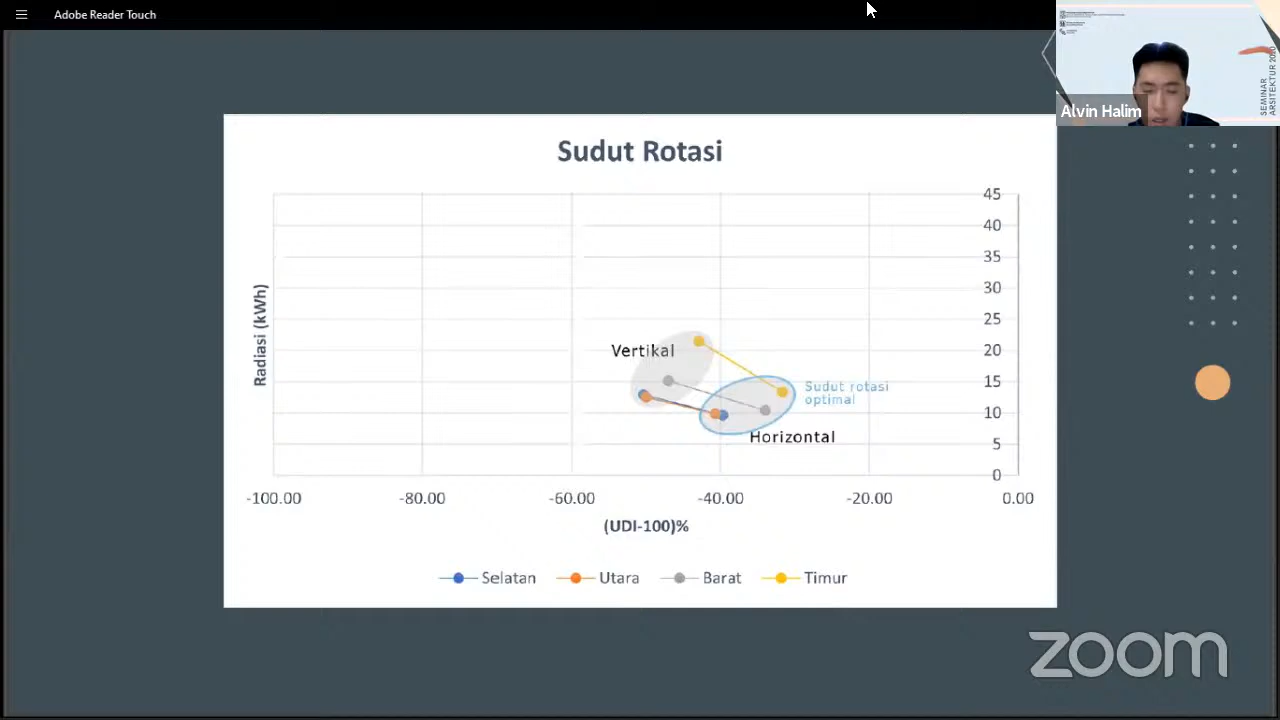 Adobe Reader Touch
Alvin Halim
SEMINAR
ARSITEKTUR 2020
Sudut Rotasi
45
40
35
30
25
20
15
10
5
0
Radiasi (kWh)
Vertikal
Sudut rotasi
optimal
Horizontal
-100.00 -80.00 -60.00 -40.00 -20.00 0.00
(UDI-100)%
Selatan Utara Barat Timur
zoom